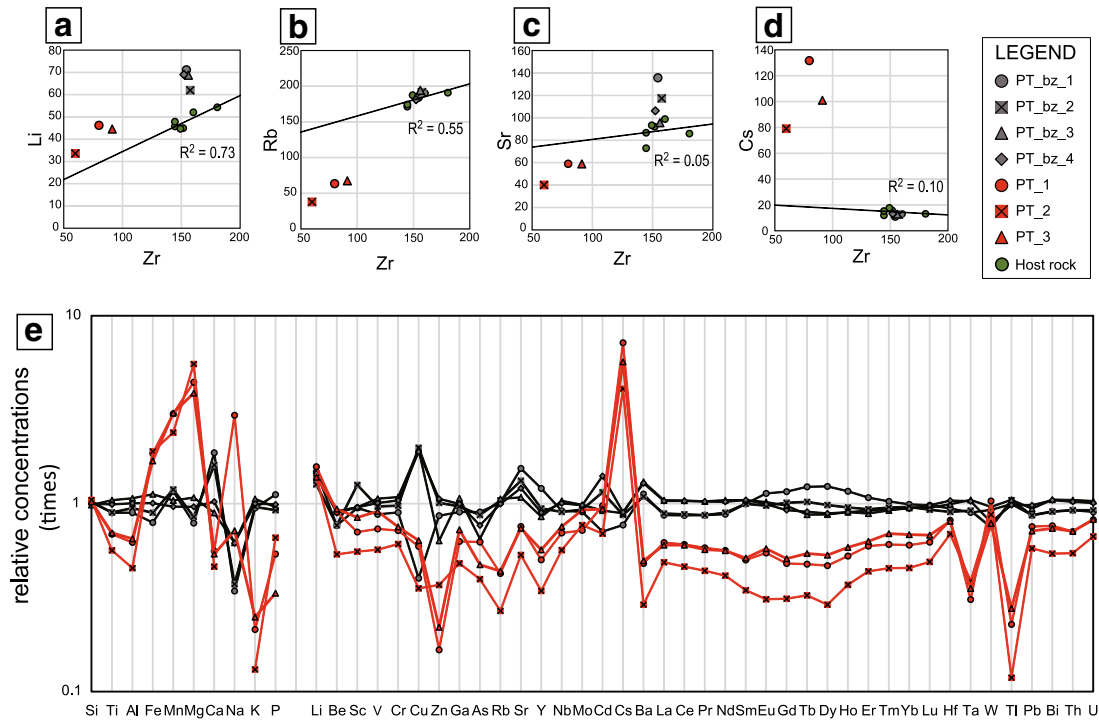 a
80
70
60
50
40
30
20
10
0
Li
R² = 0.73
50 100 150 200
Zr
b
250
200
150
100
50
0
Rb
R² = 0.55
50 100 150 200
Zr
c
160
140
120
100
80
60
40
20
0
Sr
R² = 0.05
50 100 150 200
Zr
d
140
120
100
80
60
40
20
0
Cs
R² = 0.10
50 100 150 200
Zr
LEGEND
PT_bz_1
PT_bz_2
PT_bz_3
PT_bz_4
PT_1
PT_2
PT_3
Host rock
e
10
1
0.1
relative concentrations
(times)
Si Ti Al Fe Mn Mg Ca Na K P Li Be Sc V Cr Cu Zn Ga As Rb Sr Y Nb Mo Cd Cs Ba La Ce Pr Nd Sm Eu Gd Tb Dy Ho Er Tm Yb Lu Hf Ta W Tl Pb Bi Th U